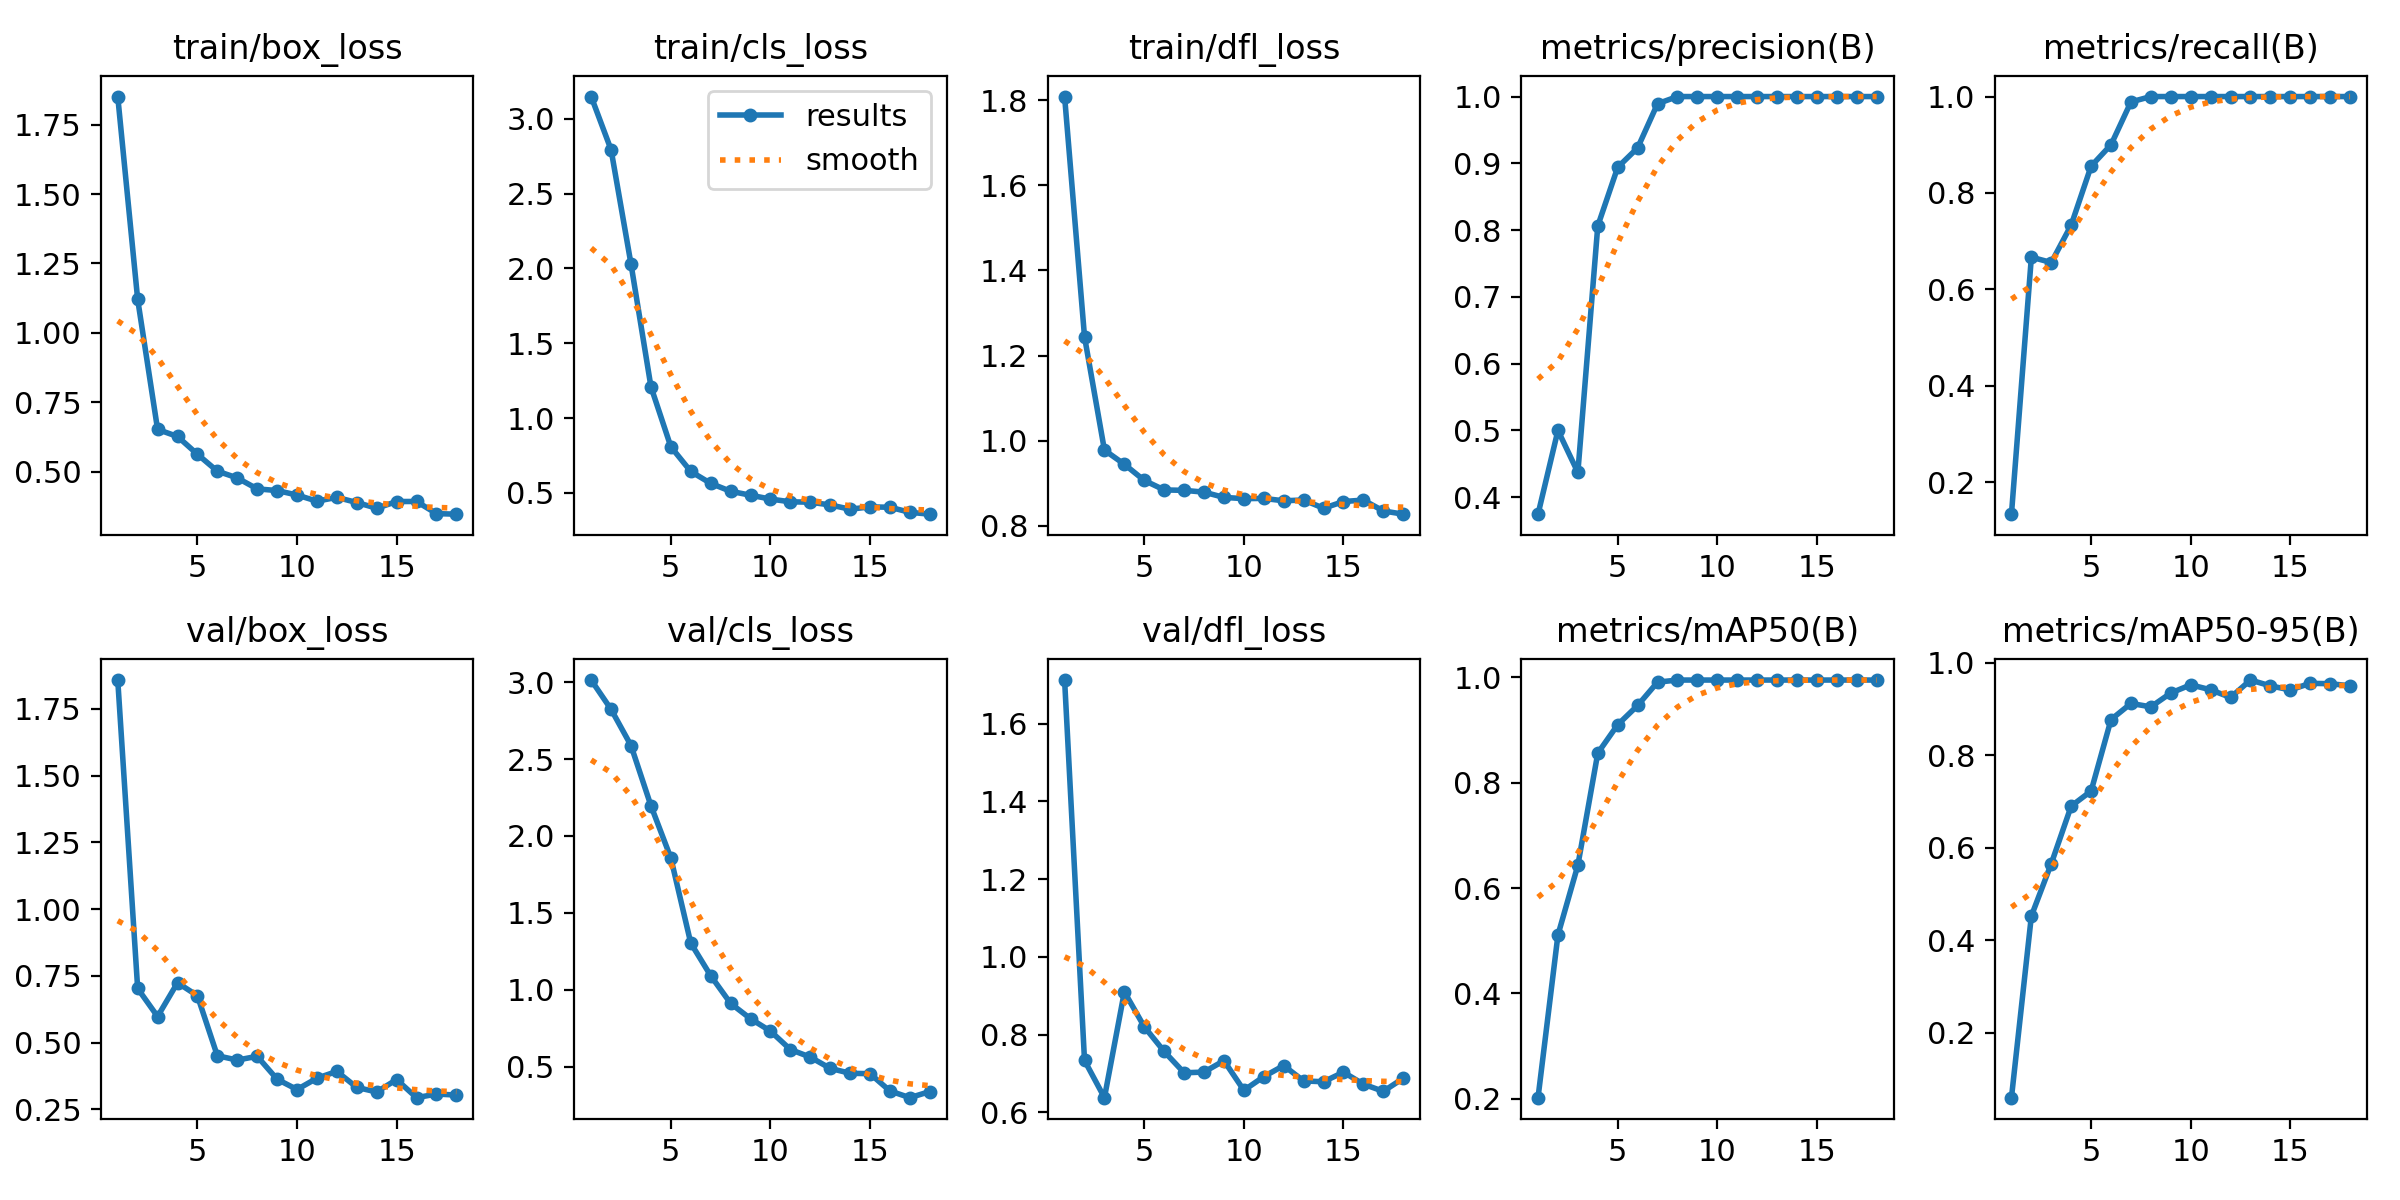 train/box_loss
train/cls_loss
train/dfl_loss
metrics/precision(B)
metrics/recall(B)
1.75
1.50
1.25
1.00
0.75
0.50
5 10 15
results
smooth
3.0
2.5
2.0
1.5
1.0
0.5
5 10 15
1.8
1.6
1.4
1.2
1.0
0.8
5 10 15
1.0
0.9
0.8
0.7
0.6
0.5
0.4
5 10 15
1.0
0.8
0.6
0.4
0.2
5 10 15
val/box_loss
val/cls_loss
val/dfl_loss
metrics/mAP50(B)
metrics/mAP50-95(B)
1.75
1.50
1.25
1.00
0.75
0.50
0.25
5 10 15
3.0
2.5
2.0
1.5
1.0
0.5
5 10 15
1.6
1.4
1.2
1.0
0.8
0.6
5 10 15
1.0
0.8
0.6
0.4
0.2
5 10 15
1.0
0.8
0.6
0.4
0.2
5 10 15